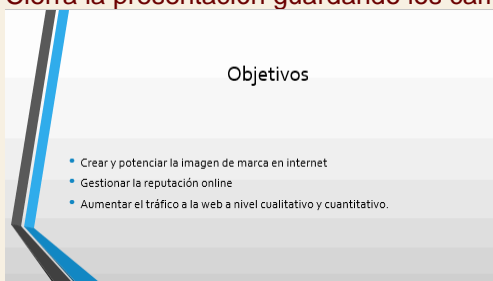 Cierra la presentación guardando los cam
Objetivos
• Crear y potenciar la imagen de marca en internet
• Gestionar la reputación online
• Aumentar el tráfico a la web a nivel cualitativo y cuantitativo.